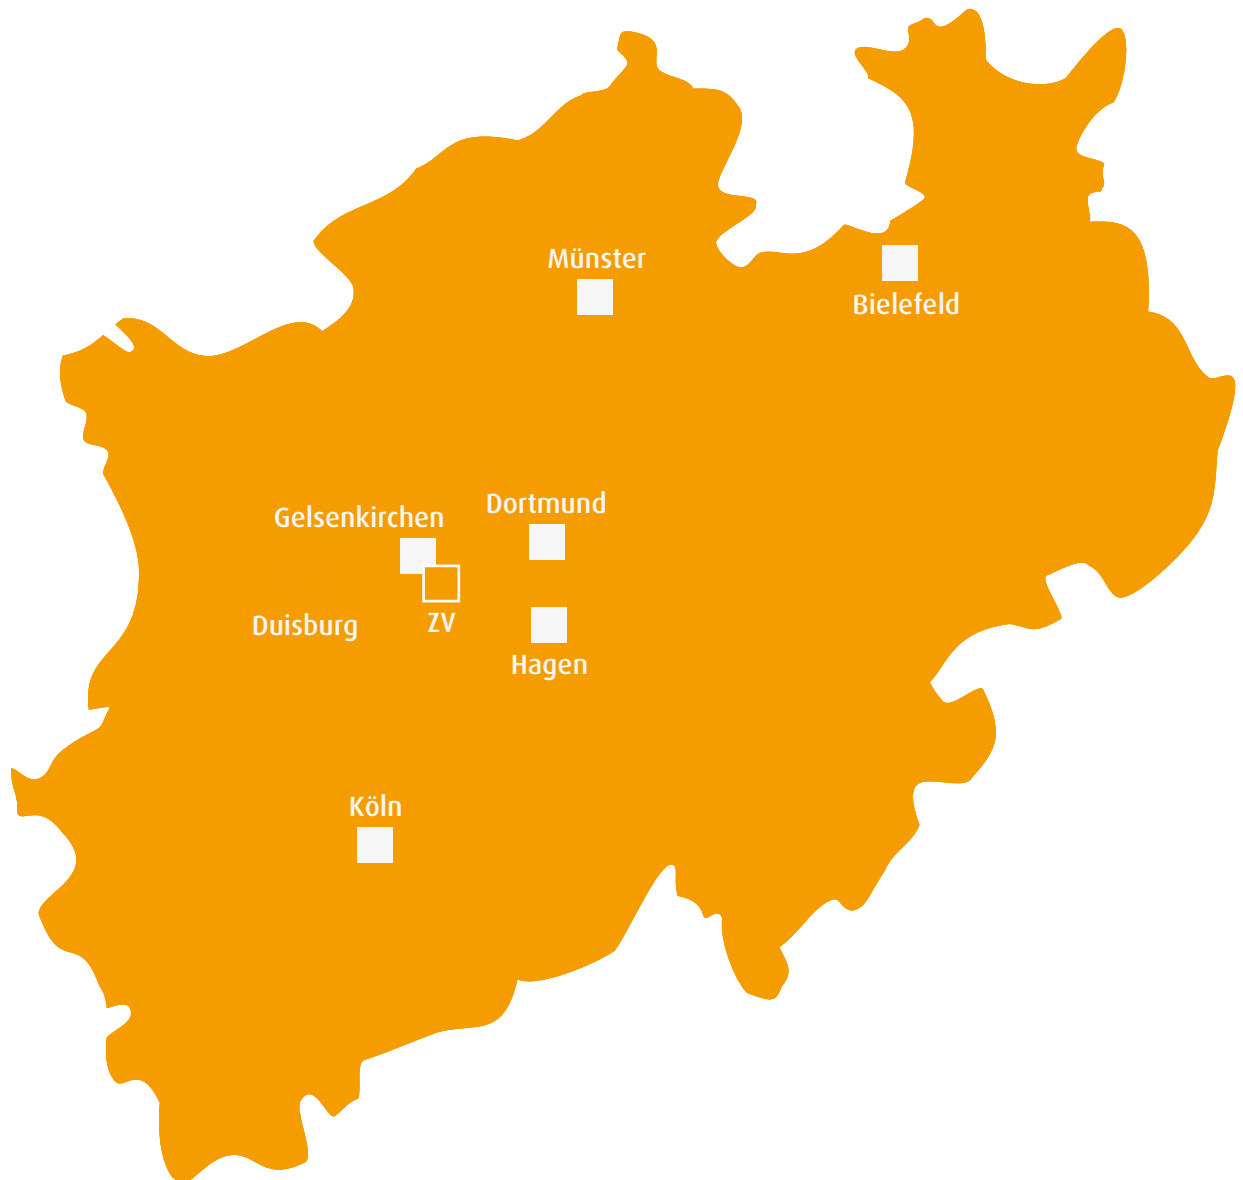 Münster
Bielefeld
Dortmund
Gelsenkirchen
Duisburg
ZV
Hagen
Köln